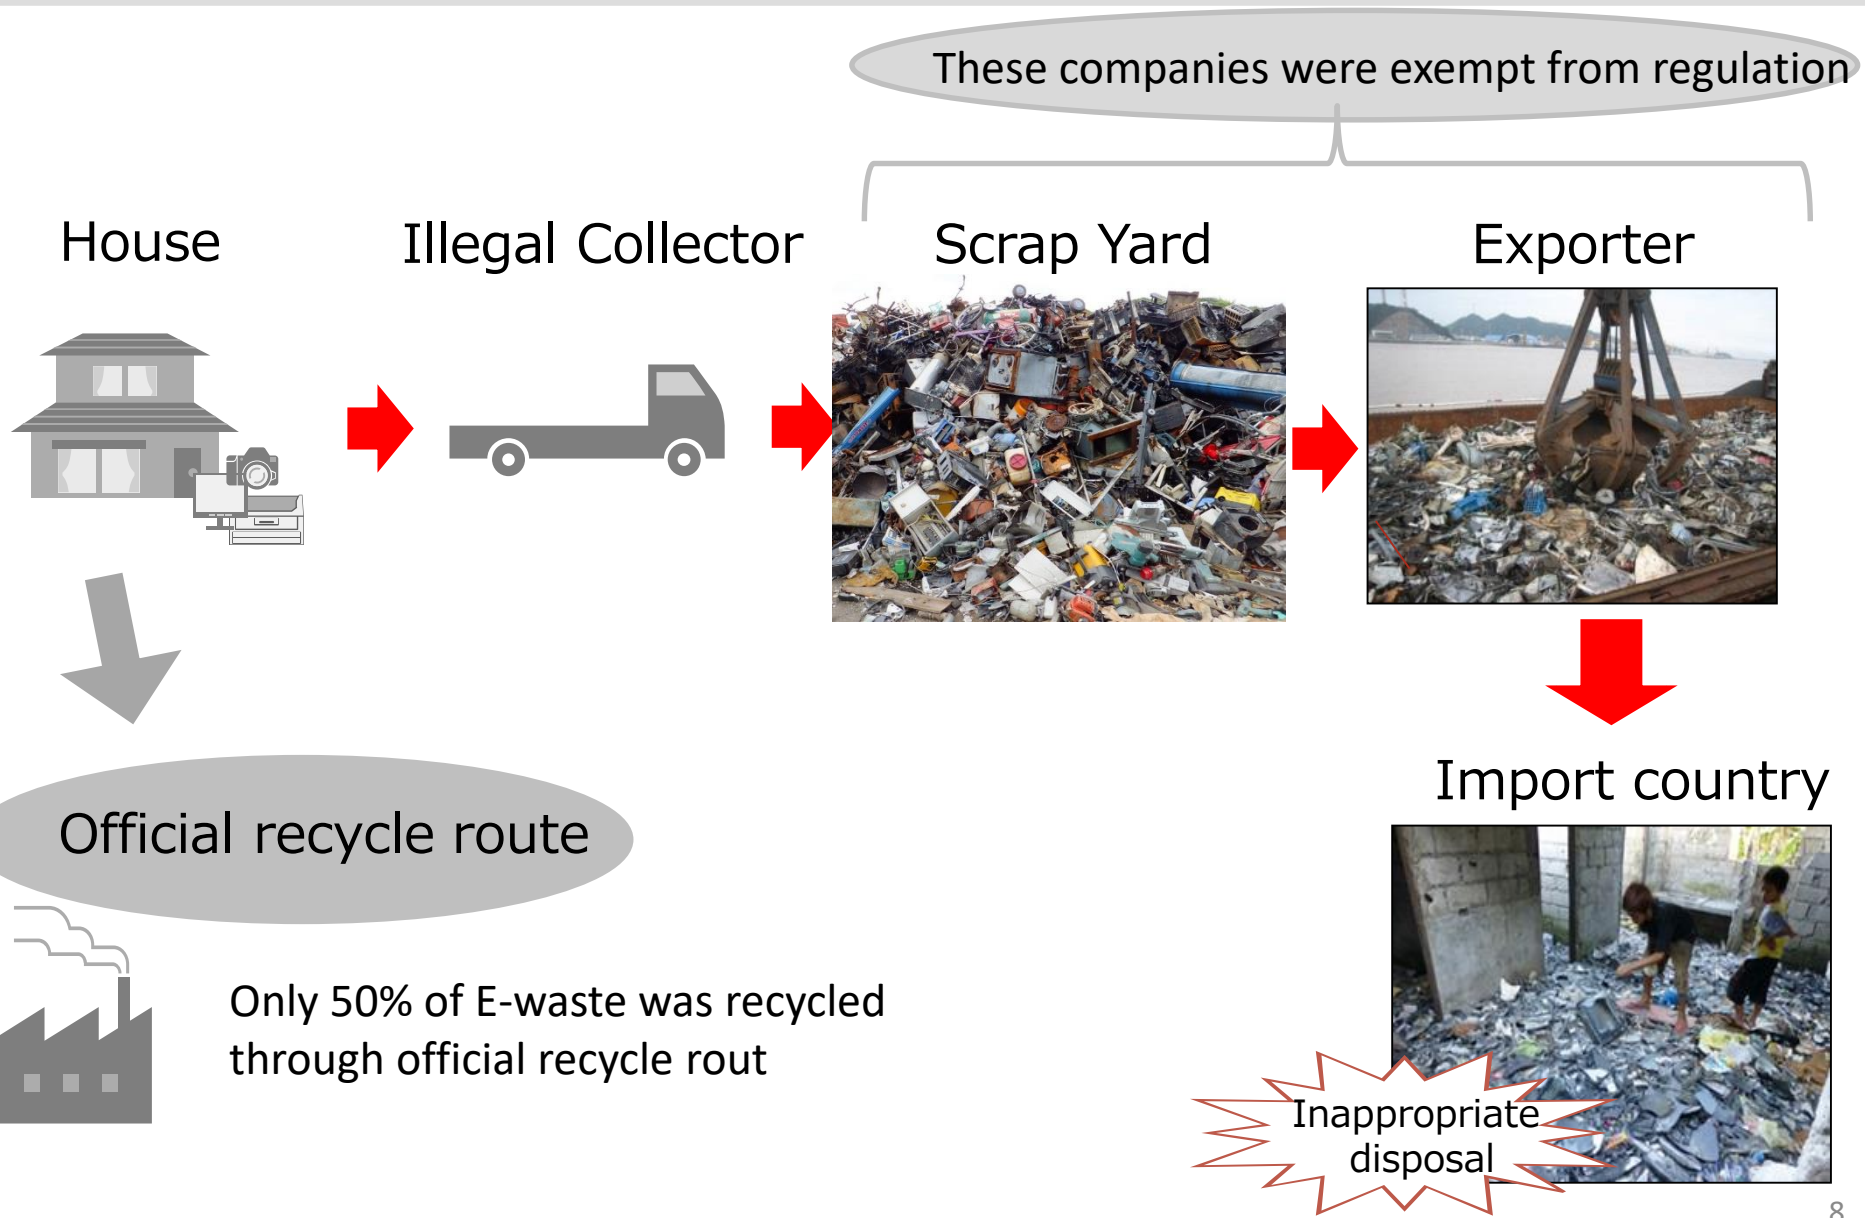 These companies were exempt from regulation
House
Illegal Collector
Scrap Yard
Exporter
Import country
Official recycle route
Only 50% of E-waste was recycled
through official recycle rout
Inappropriate
disposal
8